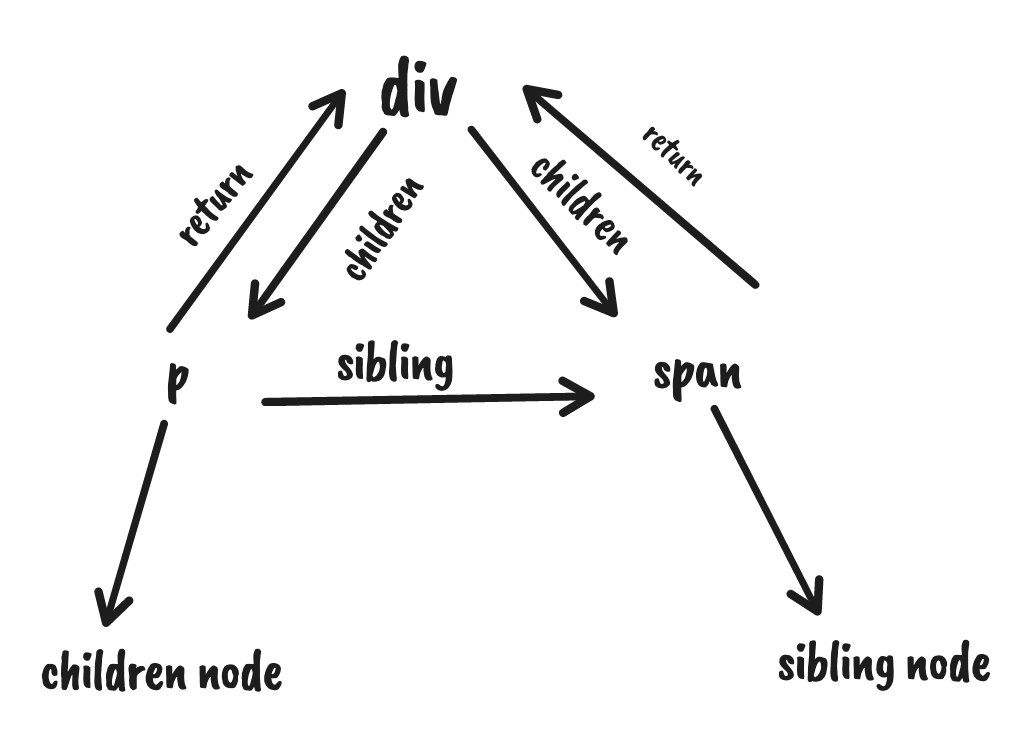 div
return
children
children
return
p
sibling
span
children node
sibling node